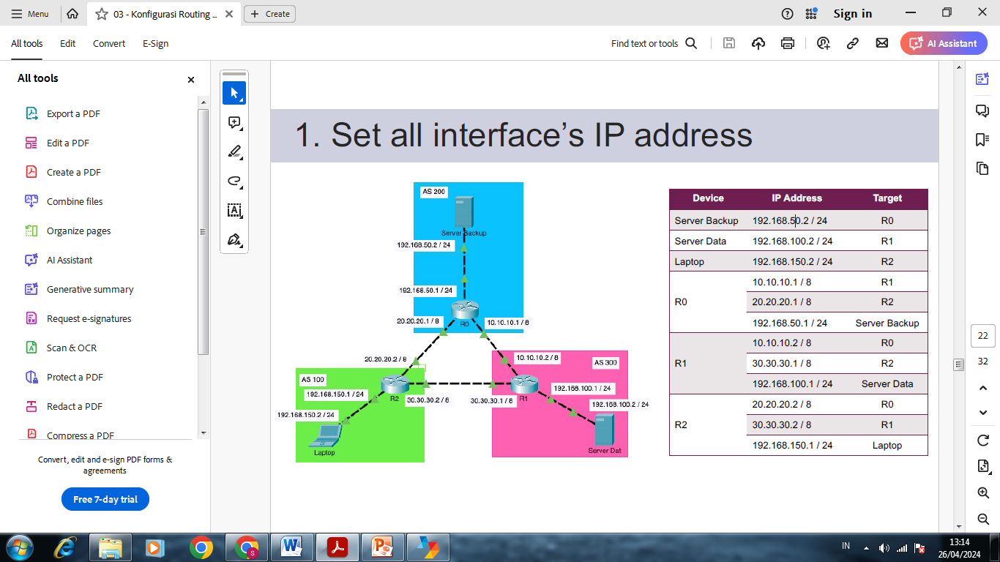 Menu
03 - Konfigurasi Routing ...
Create
Sign in
All tools
Edit
Convert
E-Sign
Find text or tools
AI Assistant
All tools
Export a PDF
Edit a PDF
Create a PDF
Combine files
Organize pages
AI Assistant
Generative summary
Request e-signatures
Scan & OCR
Protect a PDF
Redact a PDF
Compress a PDF
Convert, edit and e-sign PDF forms &
agreements
Free 7-day trial
1. Set all interface's IP address
AS 200
Server Backup
192.168.50.2 / 24
192.168.50.1 / 24
R0
20.20.20.1 / 8
10.10.10.1 / 8
20.20.20.2 / 8
10.10.10.2 / 8
AS 300
AS 100
192.168.150.1 / 24
R2
30.30.30.2 / 8
30.30.30.1 / 8
R1
192.168.100.1 / 24
192.168.100.2 / 24
192.168.150.2 / 24
Laptop
Server Dat
Device IP Address Target
Server Backup 192.168.50.2 / 24 R0
Server Data 192.168.100.2 / 24 R1
Laptop 192.168.150.2 / 24 R2
R0
10.10.10.1 / 8 R1
20.20.20.1 / 8 R2
192.168.50.1 / 24 Server Backup
R1
10.10.10.2 / 8 R0
30.30.30.1 / 8 R2
192.168.100.1 / 24 Server Data
R2
20.20.20.2 / 8 R0
30.30.30.2 / 8 R1
192.168.150.1 / 24 Laptop
22
32
IN
13:14
26/04/2024